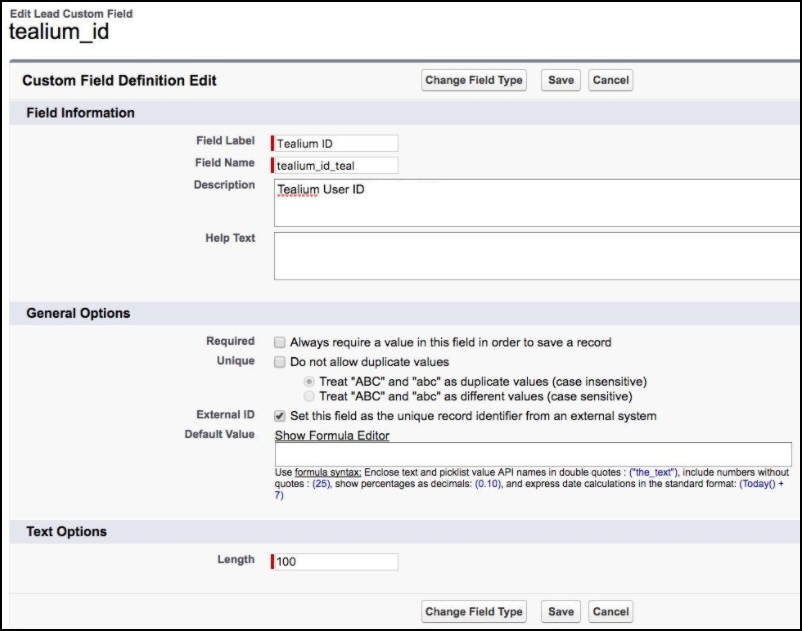 Edit Lead Custom Field
tealium_id
Custom Field Definition Edit
Change Field Type Save Cancel
Field Information
Field Label Tealium ID
Field Name tealium_id_teal
Description Tealium User ID
Help Text
General Options
Required Always require a value in this field in order to save a record
Unique Do not allow duplicate values
Treat "ABC" and "abc" as duplicate values (case insensitive)
Treat "ABC" and "abc" as different values (case sensitive)
External ID Set this field as the unique record identifier from an external system
Default Value Show Formula Editor
Use formula syntax: Enclose text and picklist value API names in double quotes : ("the_text"), include numbers without
quotes : (25), show percentages as decimals: (0.10), and express date calculations in the standard format: (Today() +
7)
Text Options
Length 100
Change Field Type Save Cancel